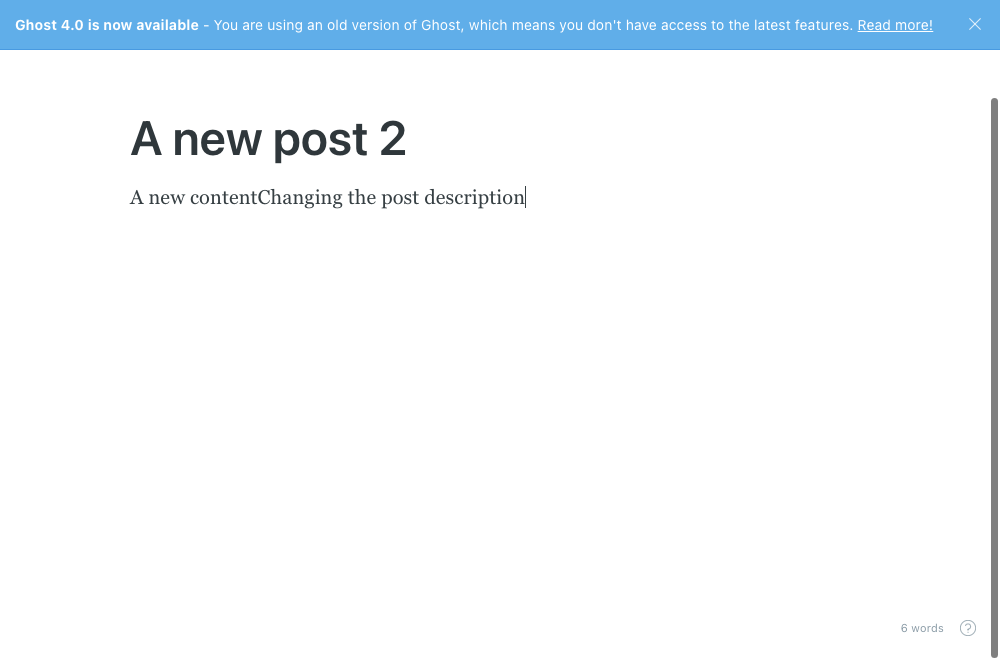 Ghost 4.0 is now available - You are using an old version of Ghost, which means you don't have access to the latest features. Read more!
A new post 2
A new contentChanging the post description
6 words
?